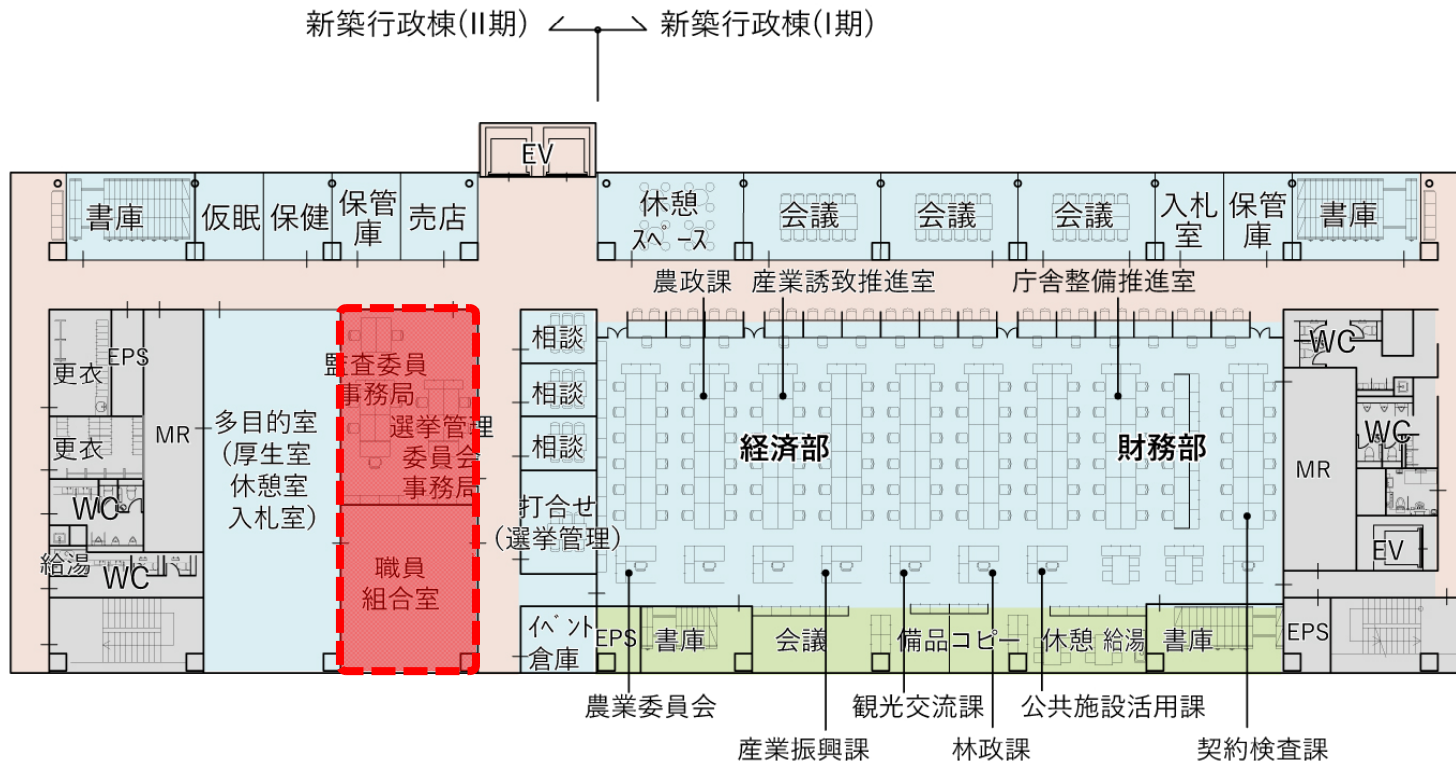 新築行政棟(II期)
新築行政棟(I期)
EV
書庫
仮眠
保健
保管
庫
売店
休憩
スペース
会議
会議
会議
入札
室
保管
庫
書庫
農政課
産業誘致推進室
庁舎整備推進室
更衣
EPS
更衣
MR
WC
給湯
WC
多目的室
(厚生室
休憩室
入札室)
監査委員
事務局
選挙管理
委員会
事務局
職員
組合室
相談
相談
相談
打合せ
(選挙管理)
イベント
倉庫
経済部
財務部
WC
WC
MR
EV
EPS
EPS
書庫
会議
備品コピー
休憩 給湯
書庫
農業委員会
産業振興課
観光交流課
林政課
公共施設活用課
契約検査課